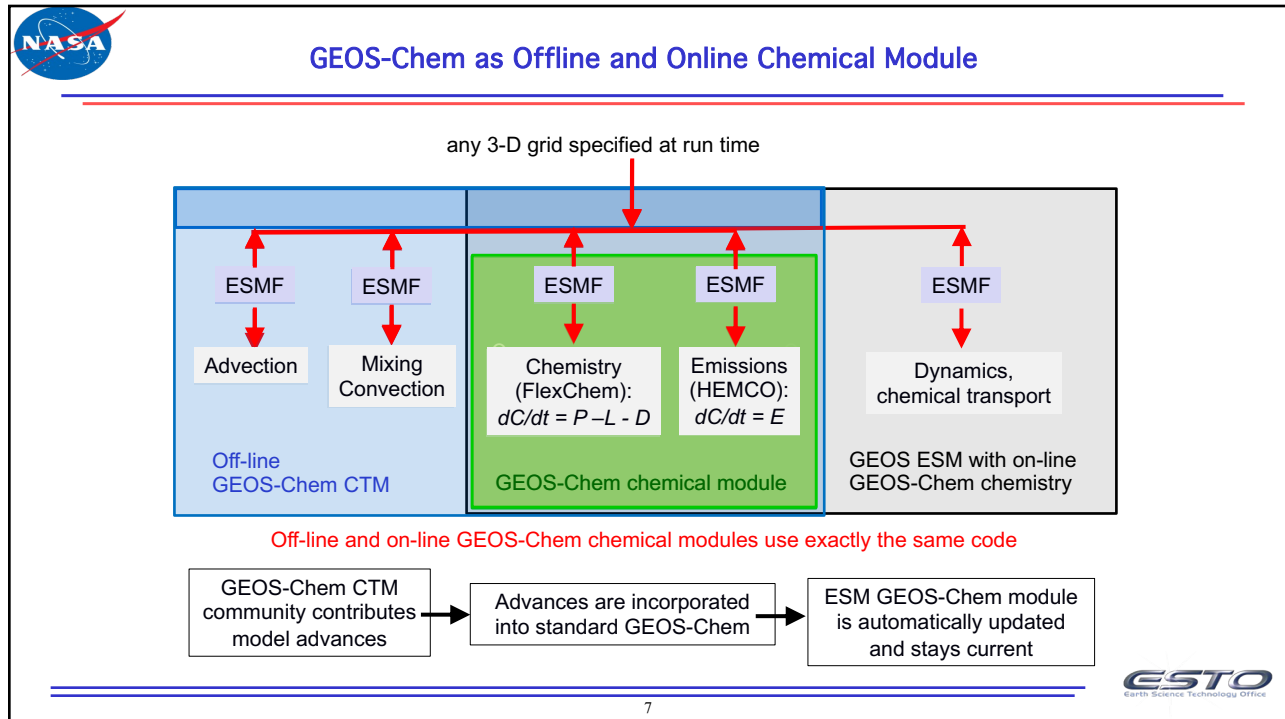 NASA
GEOS-Chem as Offline and Online Chemical Module
any 3-D grid specified at run time
ESMF
ESMF
ESMF
ESMF
ESMF
Advection
Mixing
Convection
Chemistry
(FlexChem):
dC/dt = P –L - D
Emissions
(HEMCO):
dC/dt = E
Dynamics,
chemical transport
Off-line
GEOS-Chem CTM
GEOS-Chem chemical module
GEOS ESM with on-line
GEOS-Chem chemistry
Off-line and on-line GEOS-Chem chemical modules use exactly the same code
GEOS-Chem CTM
community contributes
model advances
Advances are incorporated
into standard GEOS-Chem
ESM GEOS-Chem module
is automatically updated
and stays current
ESTO
Earth Science Technology Office
7